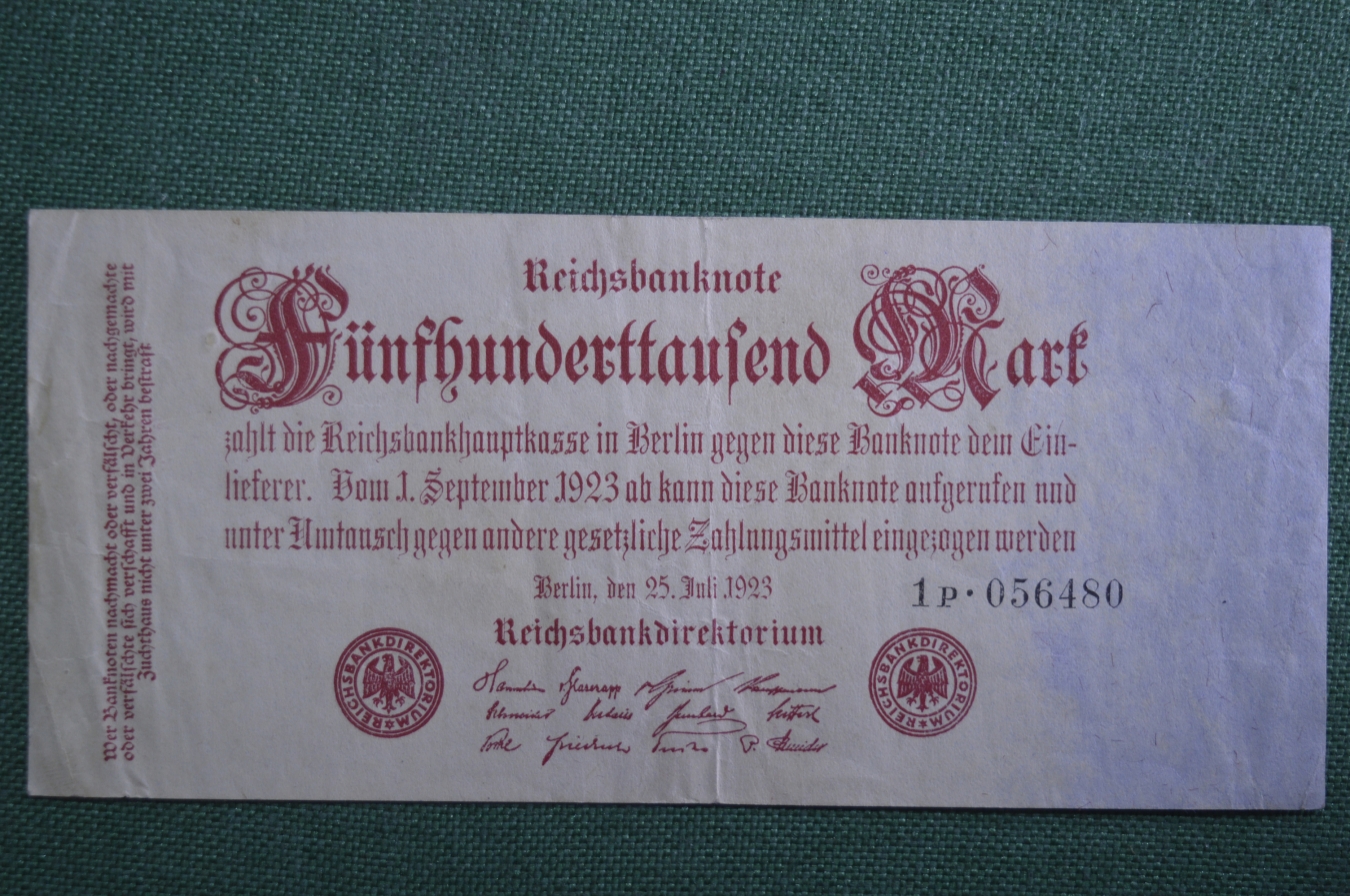 Reichsbanknote
Fünfhunderttausend Mark
zahlt die Reichsbankhauptkasse in Berlin gegen diese Banknote dem Ein-
lieferer. Vom 1. September 1923 ab kann diese Banknote aufgerufen und
unter Umtausch gegen andere gesetzliche Zahlungsmittel eingezogen werden
Berlin, den 25. Juli 1923
1P·056480
Reichsbankdirektorium
REICHSBANKDIREKTORIUM
REICHSBANKDIREKTORIUM
Wer Banknoten nachmacht oder verfälscht, oder nachgemachte
oder verfälschte sich verschafft und in Verkehr bringt, wird mit
Zuchthaus nicht unter zwei Jahren bestraft